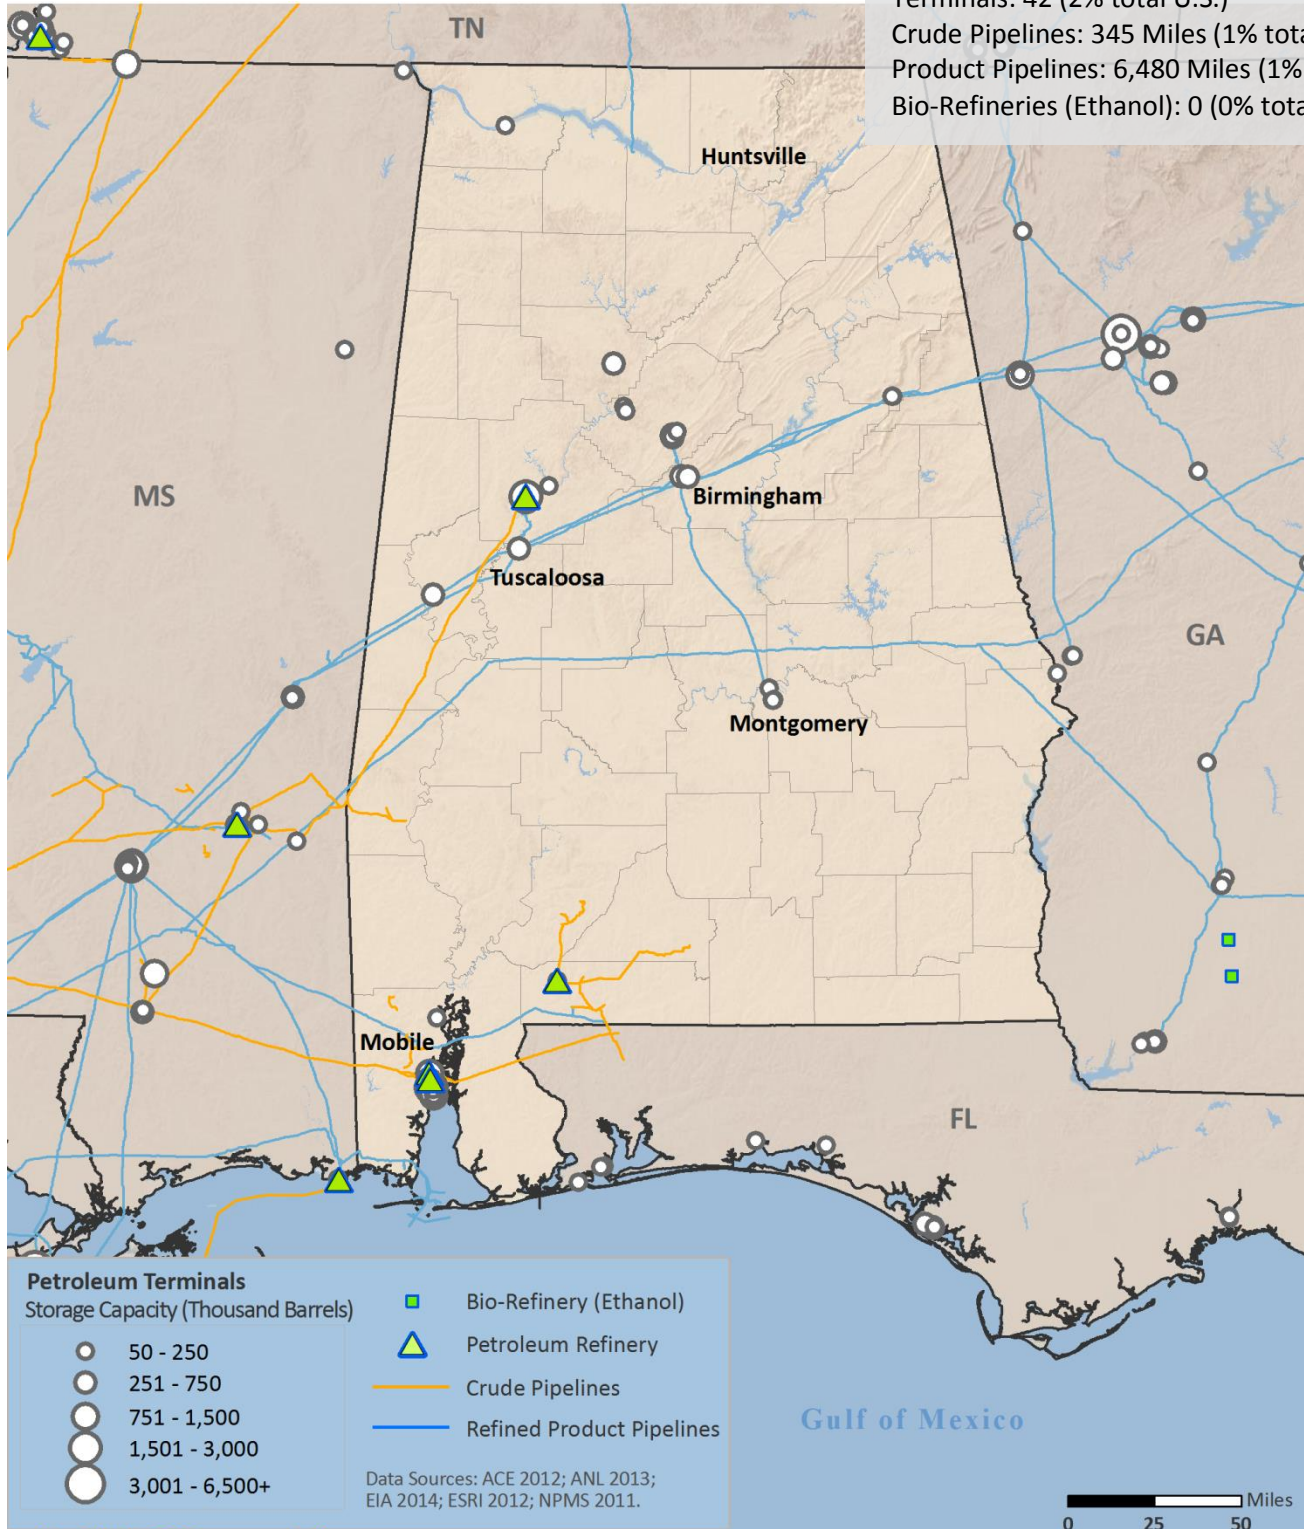 Terminals: 42 (2% total U.S.)
Crude Pipelines: 345 Miles (1% tota
Product Pipelines: 6,480 Miles (1%
Bio-Refineries (Ethanol): 0 (0% tota
TN
Huntsville
MS
Birmingham
Tuscaloosa
GA
Montgomery
Mobile
FL
Petroleum Terminals
Storage Capacity (Thousand Barrels)
50 - 250
251 - 750
751 - 1,500
1,501 - 3,000
3,001 - 6,500+
Bio-Refinery (Ethanol)
Petroleum Refinery
Crude Pipelines
Refined Product Pipelines
Data Sources: ACE 2012; ANL 2013;
EIA 2014; ESRI 2012; NPMS 2011.
Gulf of Mexico
Miles
0 25 50